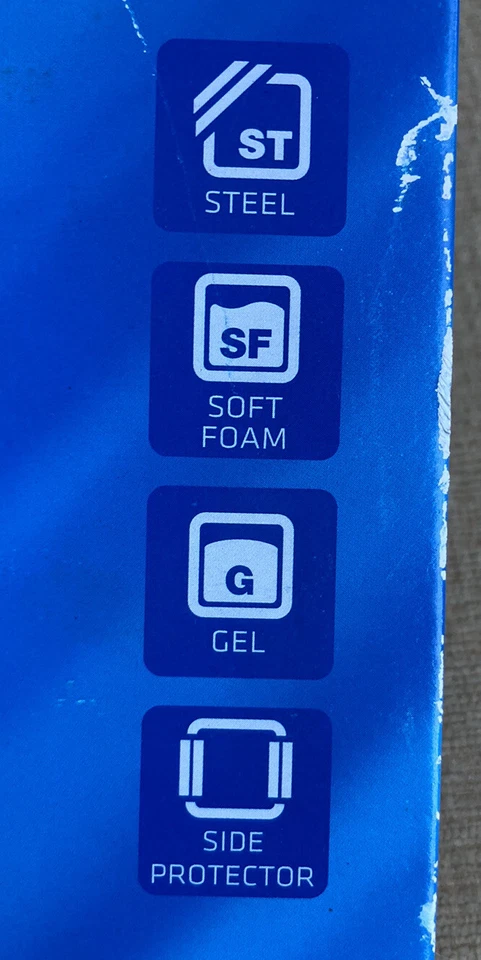 ST
STEEL
SF
SOFT
FOAM
G
GEL
SIDE
PROTECTOR